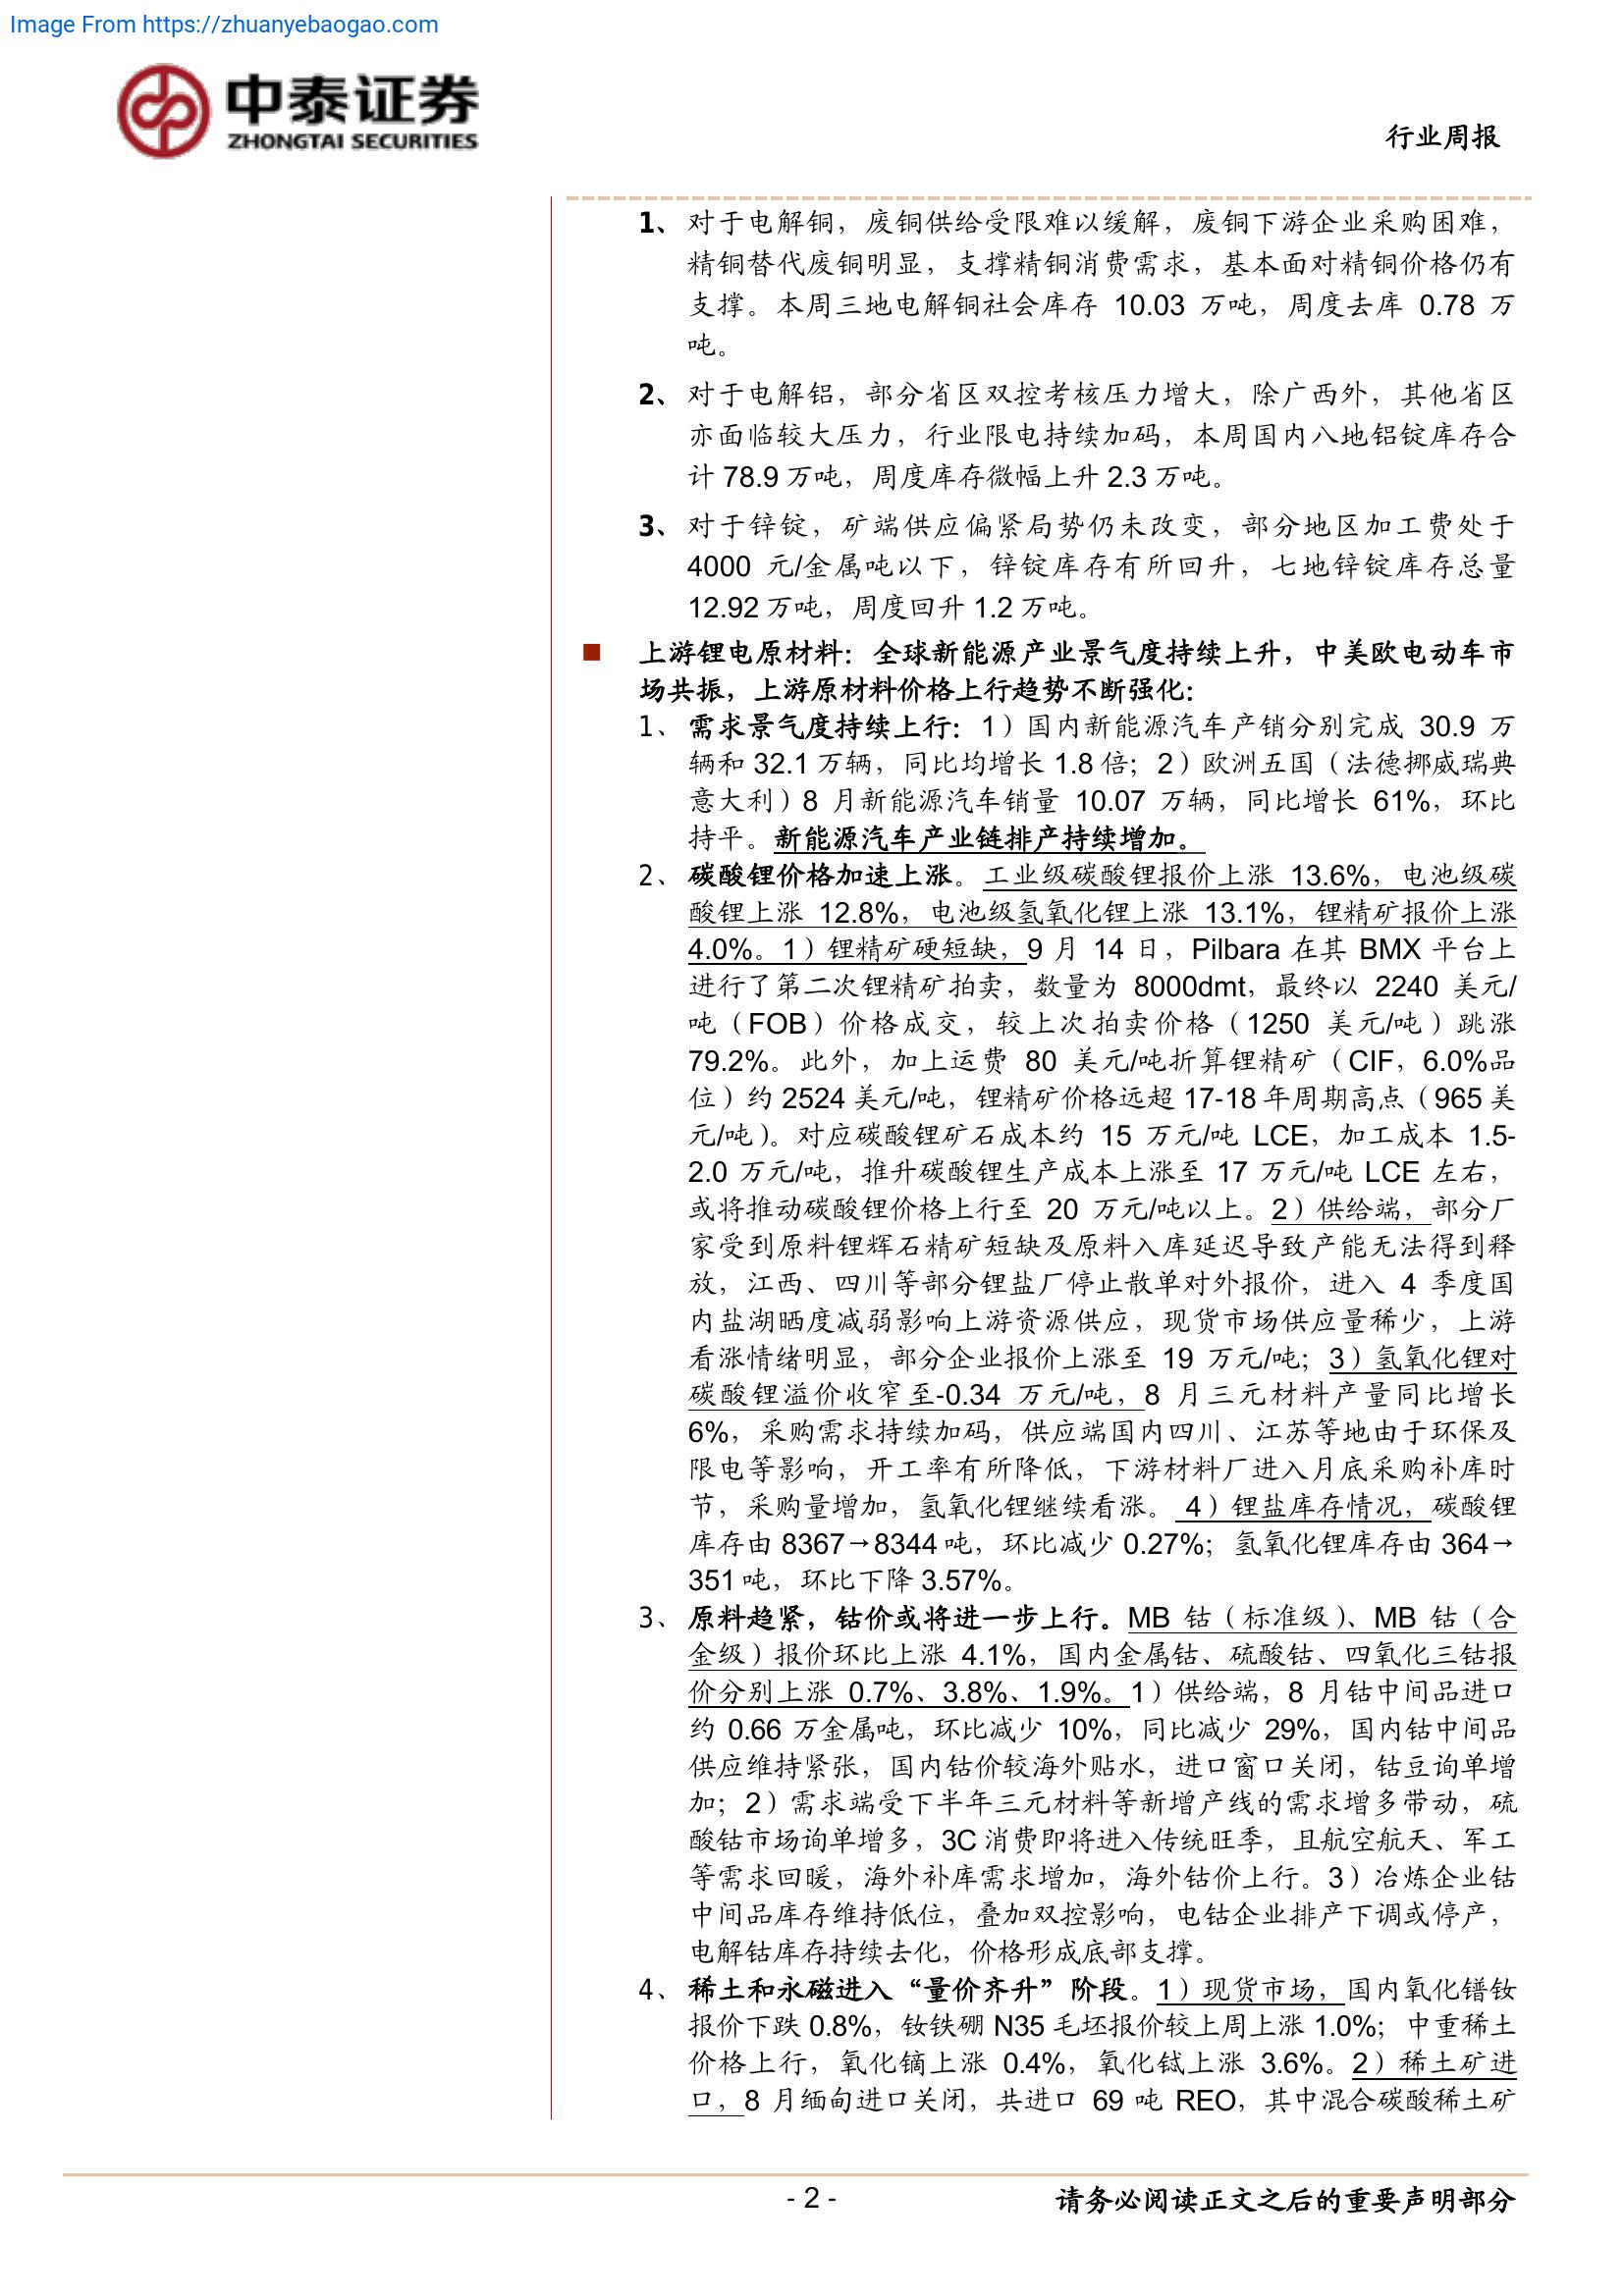 Image From https://zhuanyebaogao.com
中泰证券
ZHONGTAI SECURITIES
行业周报
1、对于电解铜，废铜供给受限难以缓解，废铜下游企业采购困难，
精铜替代废铜明显，支撑精铜消费需求，基本面对精铜价格仍有
支撑。本周三地电解铜社会库存 10.03 万吨，周度去库 0.78 万
吨。
2、对于电解铝，部分省区双控考核压力增大，除广西外，其他省区
亦面临较大压力，行业限电持续加码，本周国内八地铝锭库存合
计 78.9 万吨，周度库存微幅上升 2.3 万吨。
3、对于锌锭，矿端供应偏紧局势仍未改变，部分地区加工费处于
4000 元/金属吨以下，锌锭库存有所回升，七地锌锭库存总量
12.92 万吨，周度回升 1.2 万吨。
■ 上游锂电原材料：全球新能源产业景气度持续上升，中美欧电动车市
场共振，上游原材料价格上行趋势不断强化：
1、需求景气度持续上行：1）国内新能源汽车产销分别完成 30.9 万
辆和 32.1 万辆，同比均增长 1.8 倍；2）欧洲五国（法德挪威瑞典
意大利）8 月新能源汽车销量 10.07 万辆，同比增长 61%，环比
持平。新能源汽车产业链排产持续增加。
2、碳酸锂价格加速上涨。工业级碳酸锂报价上涨 13.6%，电池级碳
酸锂上涨 12.8%，电池级氢氧化锂上涨 13.1%，锂精矿报价上涨
4.0%。1）锂精矿硬短缺，9 月 14 日，Pilbara 在其 BMX 平台上
进行了第二次锂精矿拍卖，数量为 8000dmt，最终以 2240 美元/
吨（FOB）价格成交，较上次拍卖价格（1250 美元/吨）跳涨
79.2%。此外，加上运费 80 美元/吨折算锂精矿（CIF，6.0%品
位）约 2524 美元/吨，锂精矿价格远超 17-18 年周期高点（965 美
元/吨）。对应碳酸锂矿石成本约 15 万元/吨 LCE，加工成本 1.5-
2.0 万元/吨，推升碳酸锂生产成本上涨至 17 万元/吨 LCE 左右，
或将推动碳酸锂价格上行至 20 万元/吨以上。2）供给端，部分厂
家受到原料锂辉石精矿短缺及原料入库延迟导致产能无法得到释
放，江西、四川等部分锂盐厂停止散单对外报价，进入 4 季度国
内盐湖晒度减弱影响上游资源供应，现货市场供应量稀少，上游
看涨情绪明显，部分企业报价上涨至 19 万元/吨；3）氢氧化锂对
碳酸锂溢价收窄至-0.34 万元/吨，8 月三元材料产量同比增长
6%，采购需求持续加码，供应端国内四川、江苏等地由于环保及
限电等影响，开工率有所降低，下游材料厂进入月底采购补库时
节，采购量增加，氢氧化锂继续看涨。 4）锂盐库存情况，碳酸锂
库存由 8367→8344 吨，环比减少 0.27%；氢氧化锂库存由 364→
351 吨，环比下降 3.57%。
3、原料趋紧，钴价或将进一步上行。MB 钴（标准级）、MB 钴（合
金级）报价环比上涨 4.1%，国内金属钴、硫酸钴、四氧化三钴报
价分别上涨 0.7%、3.8%、1.9%。1）供给端，8 月钴中间品进口
约 0.66 万金属吨，环比减少 10%，同比减少 29%，国内钴中间品
供应维持紧张，国内钴价较海外贴水，进口窗口关闭，钴豆询单增
加；2）需求端受下半年三元材料等新增产线的需求增多带动，硫
酸钴市场询单增多，3C 消费即将进入传统旺季，且航空航天、军工
等需求回暖，海外补库需求增加，海外钴价上行。3）冶炼企业钴
中间品库存维持低位，叠加双控影响，电钴企业排产下调或停产，
电解钴库存持续去化，价格形成底部支撑。
4、稀土和永磁进入“量价齐升”阶段。1）现货市场，国内氧化镨钕
报价下跌 0.8%，钕铁硼 N35 毛坯报价较上周上涨 1.0%；中重稀土
价格上行，氧化镝上涨 0.4%，氧化铽上涨 3.6%。2）稀土矿进
口，8 月缅甸进口关闭，共进口 69 吨 REO，其中混合碳酸稀土矿
- 2 -
请务必阅读正文之后的重要声明部分